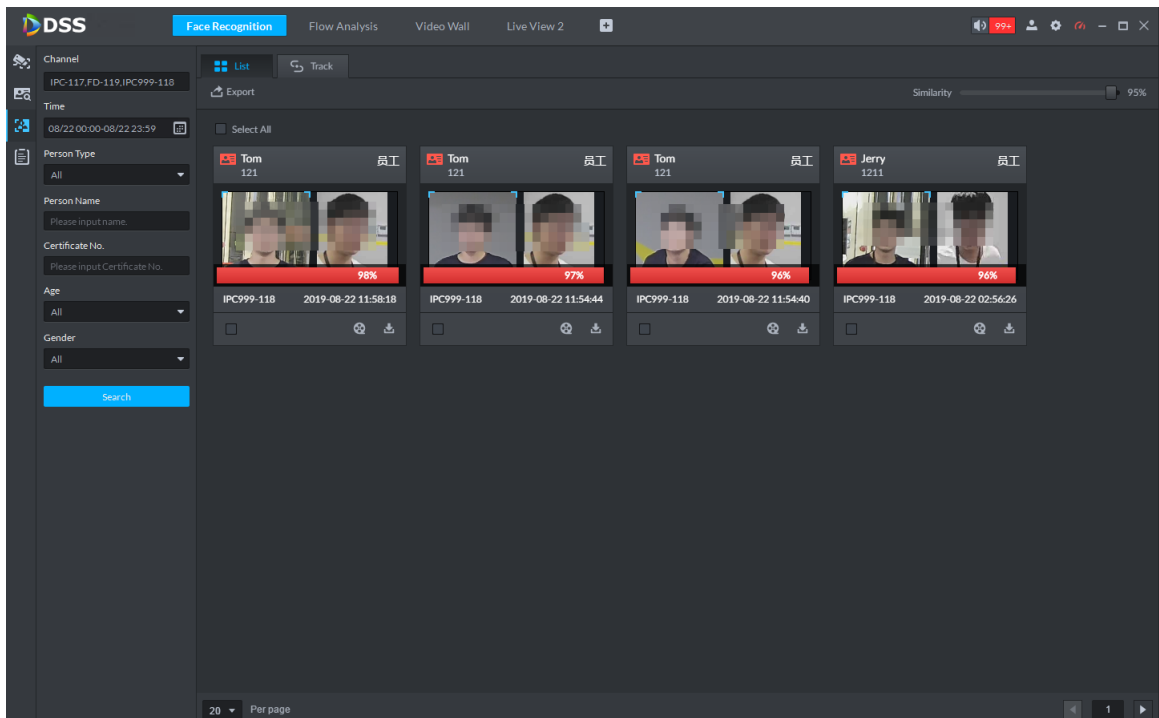 DSS
Face Recognition
Flow Analysis
Video Wall
Live View 2
99+
Channel
IPC-117,FD-119,IPC999-118
Time
08/22 00:00-08/22 23:59
Person Type
All
Person Name
Please input name.
Certificate No.
Please input Certificate No.
Age
All
Gender
All
Search
List
Track
Export
Similarity
95%
Select All
Tom
员工
121
98%
IPC999-118
2019-08-22 11:58:18
Tom
员工
121
97%
IPC999-118
2019-08-22 11:54:44
Tom
员工
121
96%
IPC999-118
2019-08-22 11:54:40
Jerry
员工
1211
96%
IPC999-118
2019-08-22 02:56:26
20
Per page
1